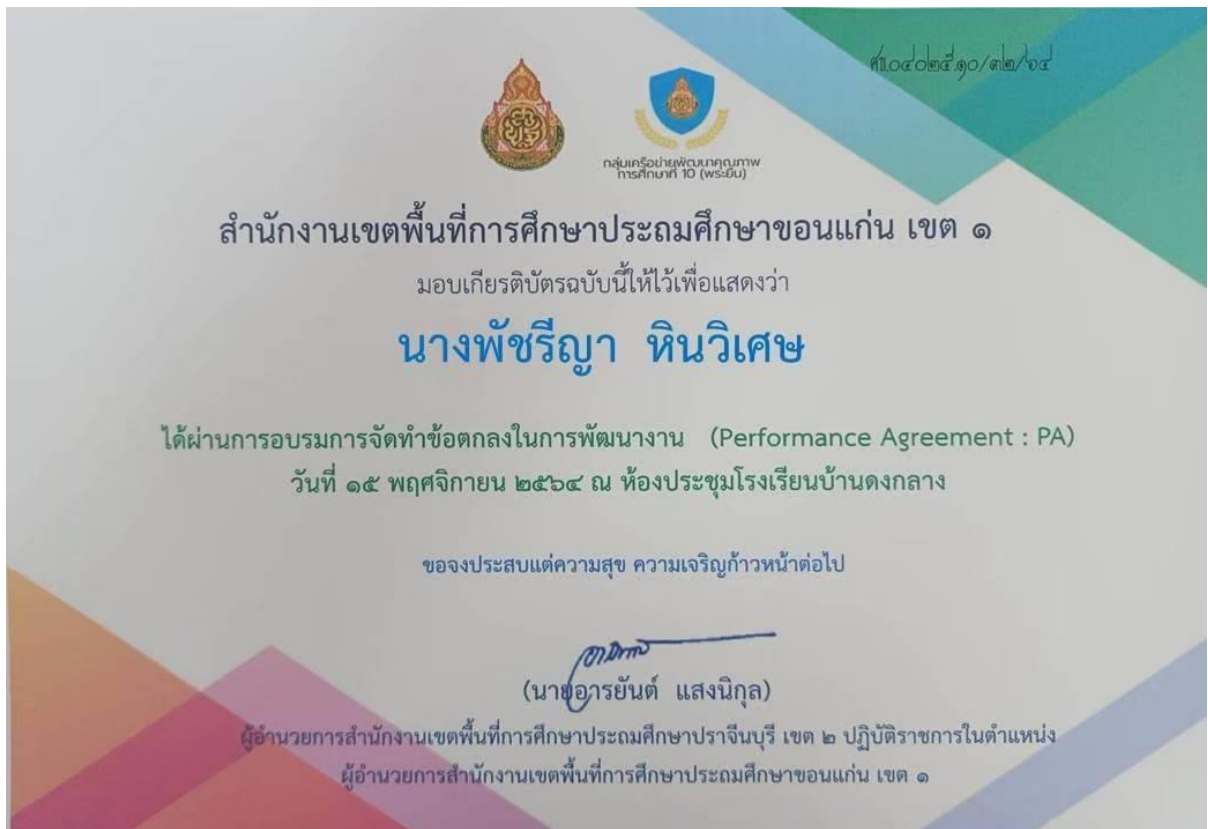 ศธ.๐๔๐๒๕.๑๐/๓๒/๖๔
กลุ่มเครือข่ายพัฒนาคุณภาพ
การศึกษาที่ 10 (พระยืน)
สำนักงานเขตพื้นที่การศึกษาประถมศึกษาขอนแก่น เขต ๑
มอบเกียรติบัตรฉบับนี้ให้ไว้เพื่อแสดงว่า
นางพัชรีญา หินวิเศษ
ได้ผ่านการอบรมการจัดทำข้อตกลงในการพัฒนางาน (Performance Agreement : PA)
วันที่ ๑๕ พฤศจิกายน ๒๕๖๔ ณ ห้องประชุมโรงเรียนบ้านดงกลาง
ขอจงประสบแต่ความสุข ความเจริญก้าวหน้าต่อไป
(นายอารยันต์ แสงนิกุล)
ผู้อำนวยการสำนักงานเขตพื้นที่การศึกษาประถมศึกษาปราจีนบุรี เขต ๒ ปฏิบัติราชการในตำแหน่ง
ผู้อำนวยการสำนักงานเขตพื้นที่การศึกษาประถมศึกษาขอนแก่น เขต ๑